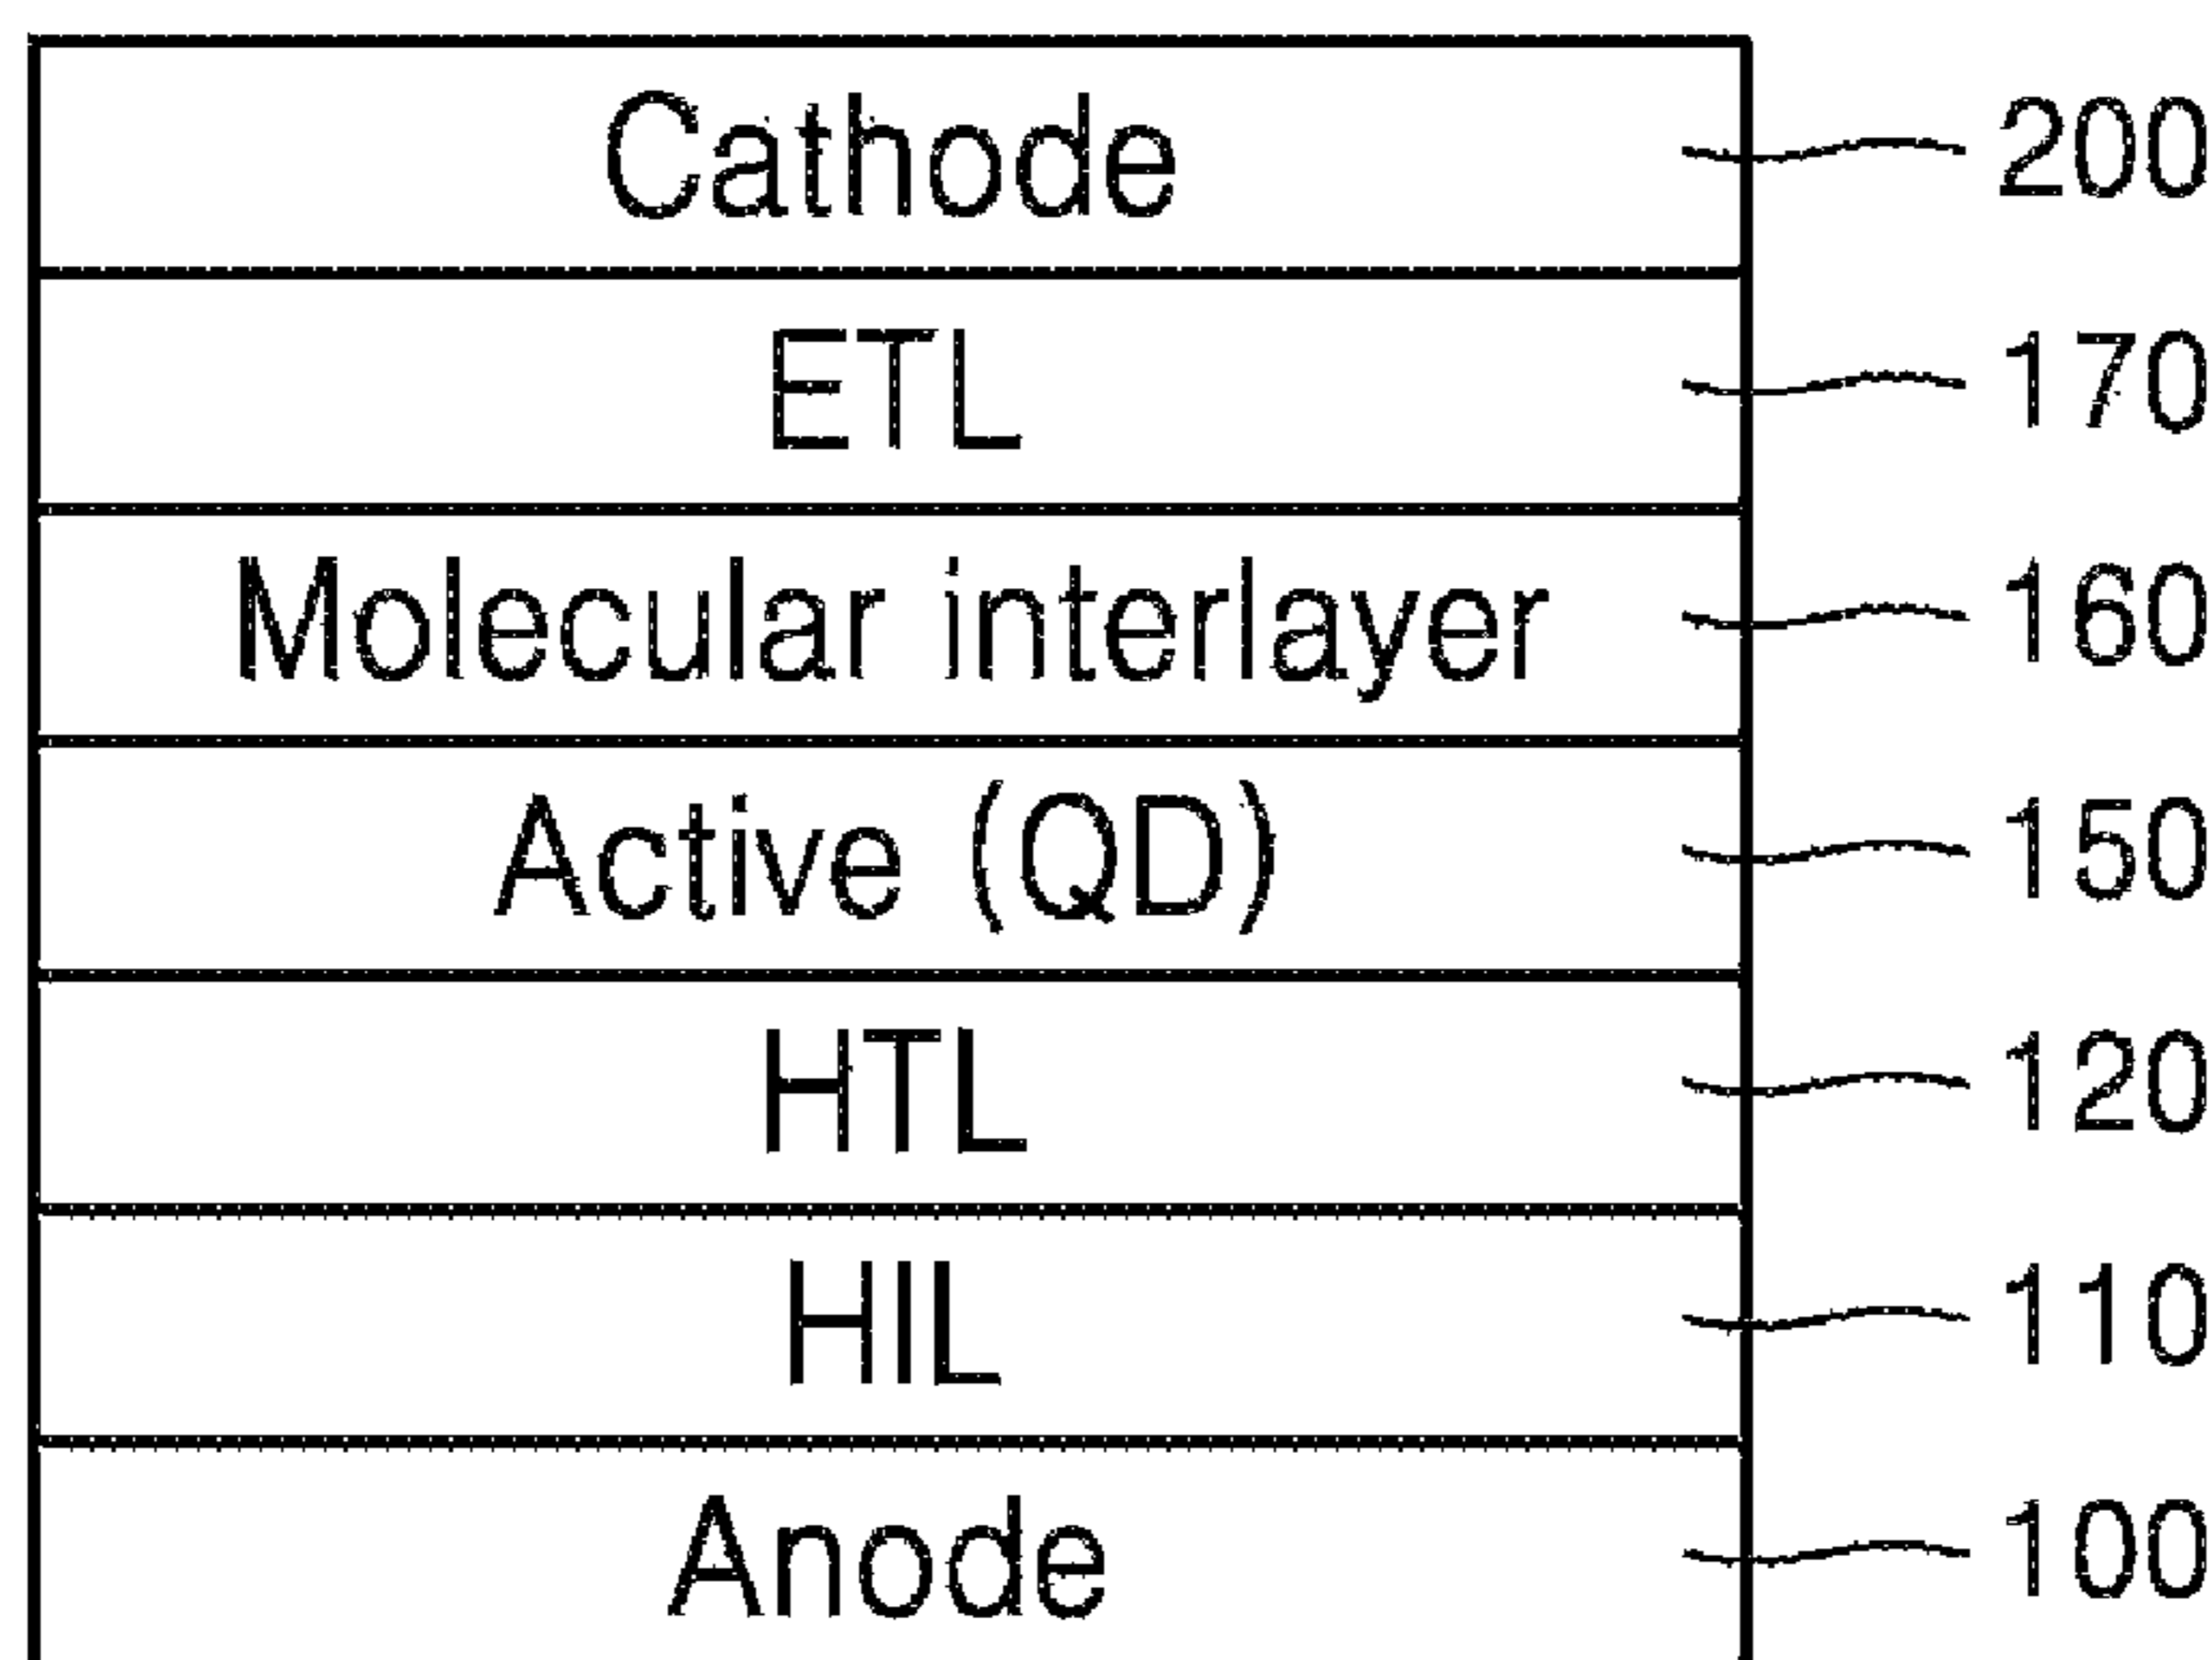 Cathode 200
ETL 170
Molecular interlayer 160
Active (QD) 150
HTL 120
HIL 110
Anode 100